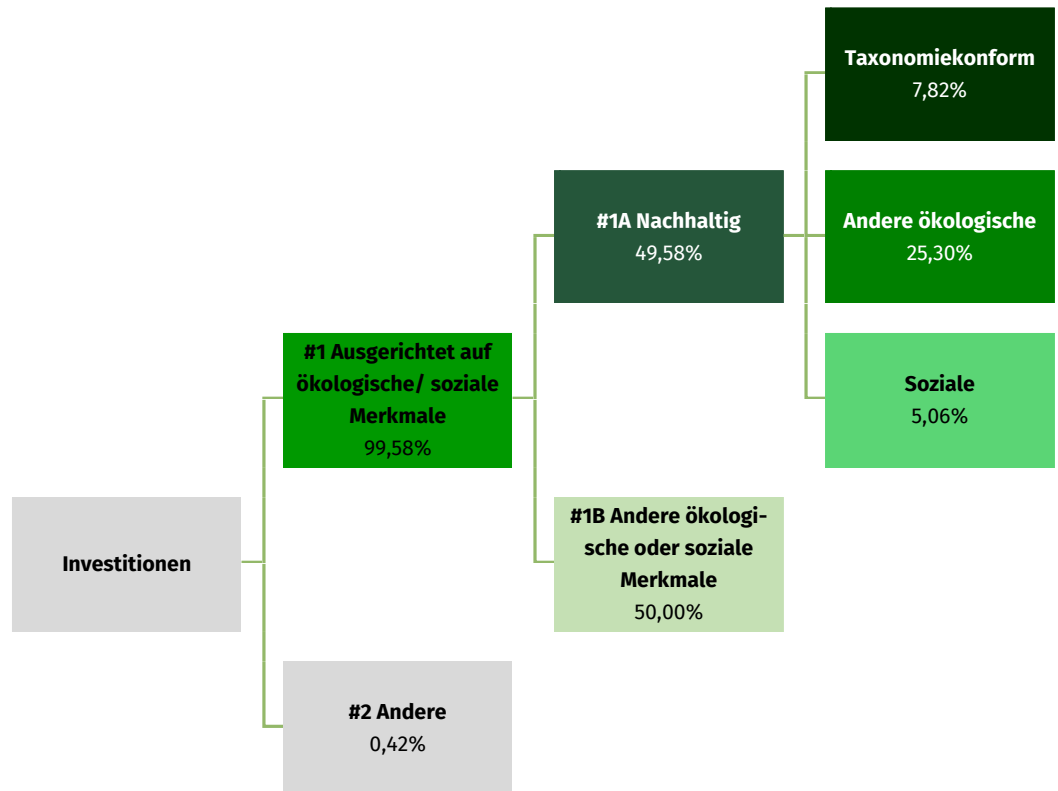 Investitionen
#1 Ausgerichtet auf
ökologische/ soziale
Merkmale
99,58%
#2 Andere
0,42%
#1A Nachhaltig
49,58%
#1B Andere ökologi-
sche oder soziale
Merkmale
50,00%
Taxonomiekonform
7,82%
Andere ökologische
25,30%
Soziale
5,06%